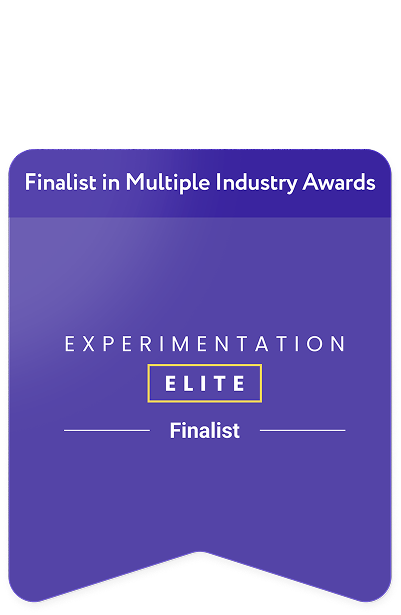 Finalist in Multiple Industry Awards
EXPERIMENTATION
ELITE
Finalist